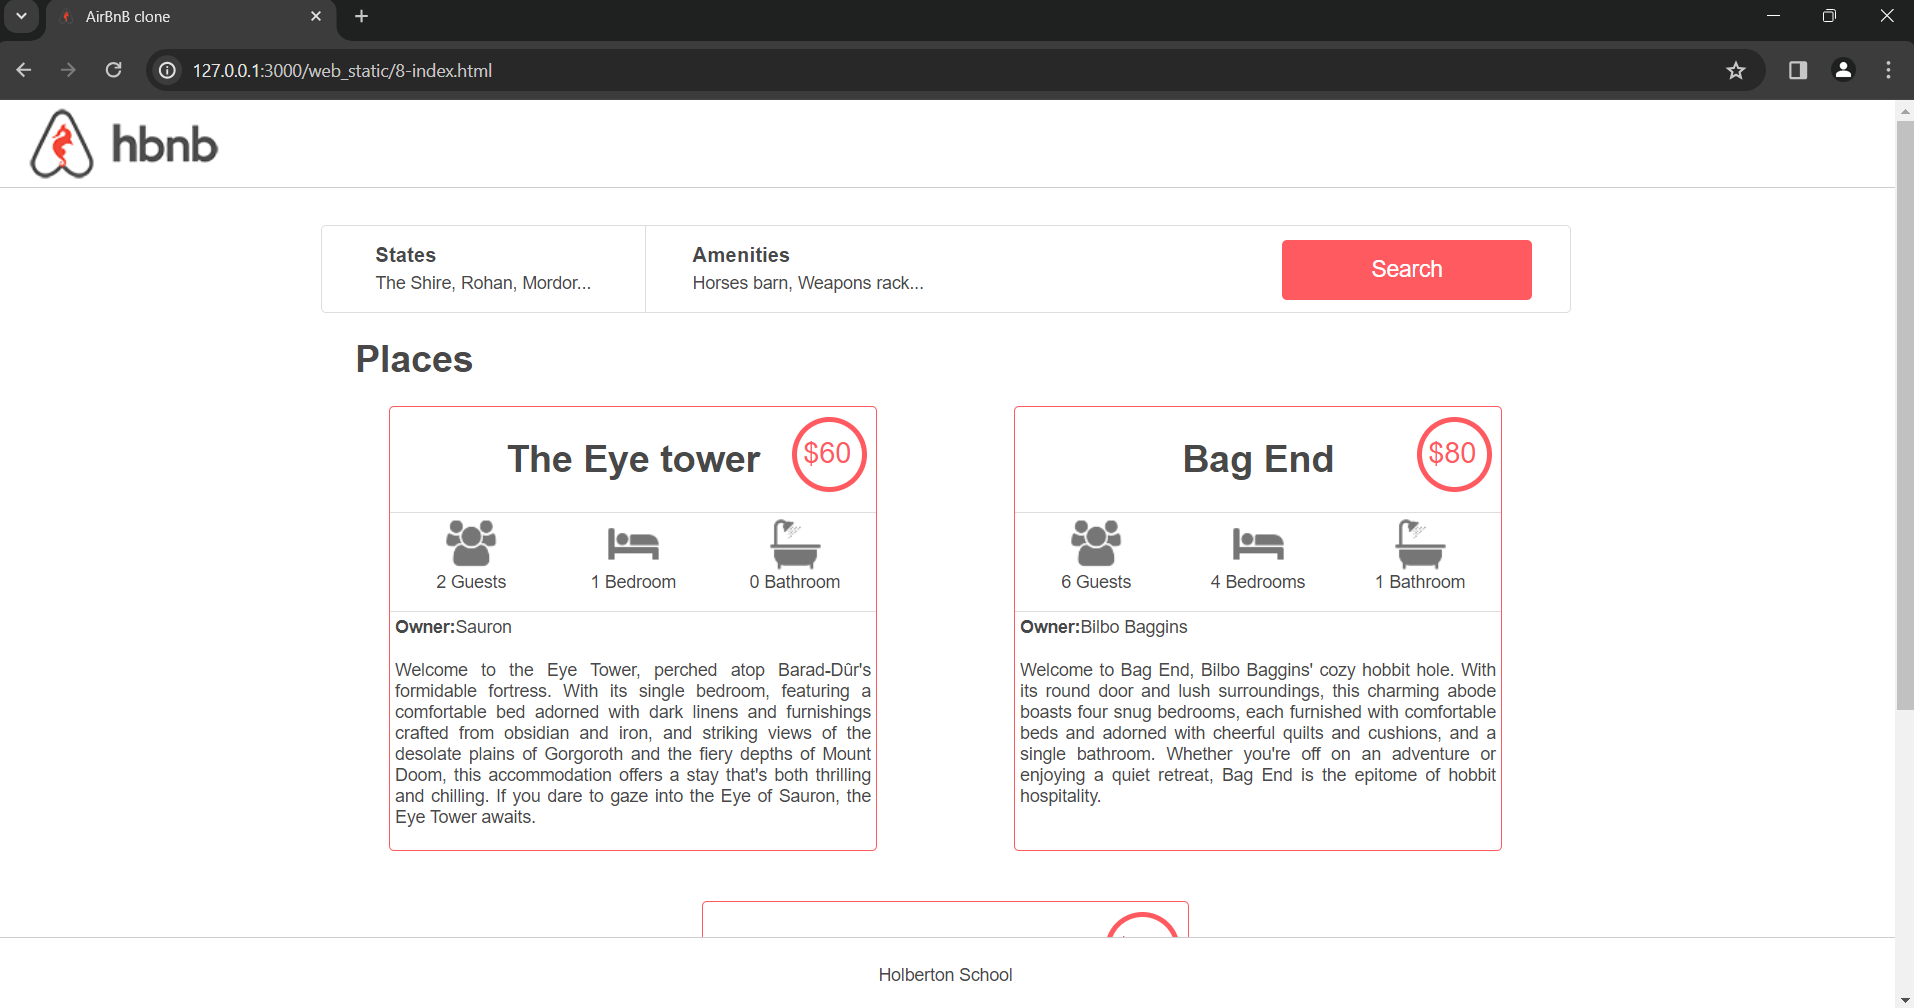 AirBnB clone
127.0.0.1:3000/web_static/8-index.html
hbnb
States
The Shire, Rohan, Mordor...
Amenities
Horses barn, Weapons rack...
Search
Places
The Eye tower
$60
2 Guests
1 Bedroom
0 Bathroom
Owner:Sauron
Welcome to the Eye Tower, perched atop Barad-Dûr's
formidable fortress. With its single bedroom, featuring a
comfortable bed adorned with dark linens and furnishings
crafted from obsidian and iron, and striking views of the
desolate plains of Gorgoroth and the fiery depths of Mount
Doom, this accommodation offers a stay that's both thrilling
and chilling. If you dare to gaze into the Eye of Sauron, the
Eye Tower awaits.
Bag End
$80
6 Guests
4 Bedrooms
1 Bathroom
Owner:Bilbo Baggins
Welcome to Bag End, Bilbo Baggins' cozy hobbit hole. With
its round door and lush surroundings, this charming abode
boasts four snug bedrooms, each furnished with comfortable
beds and adorned with cheerful quilts and cushions, and a
single bathroom. Whether you're off on an adventure or
enjoying a quiet retreat, Bag End is the epitome of hobbit
hospitality.
Holberton School